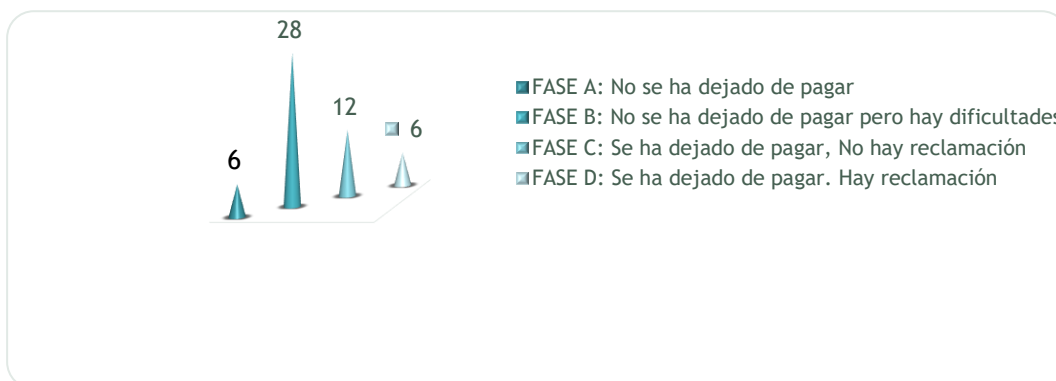 28
12
6
6
FASE A: No se ha dejado de pagar
FASE B: No se ha dejado de pagar pero hay dificultades
FASE C: Se ha dejado de pagar, No hay reclamación
FASE D: Se ha dejado de pagar. Hay reclamación